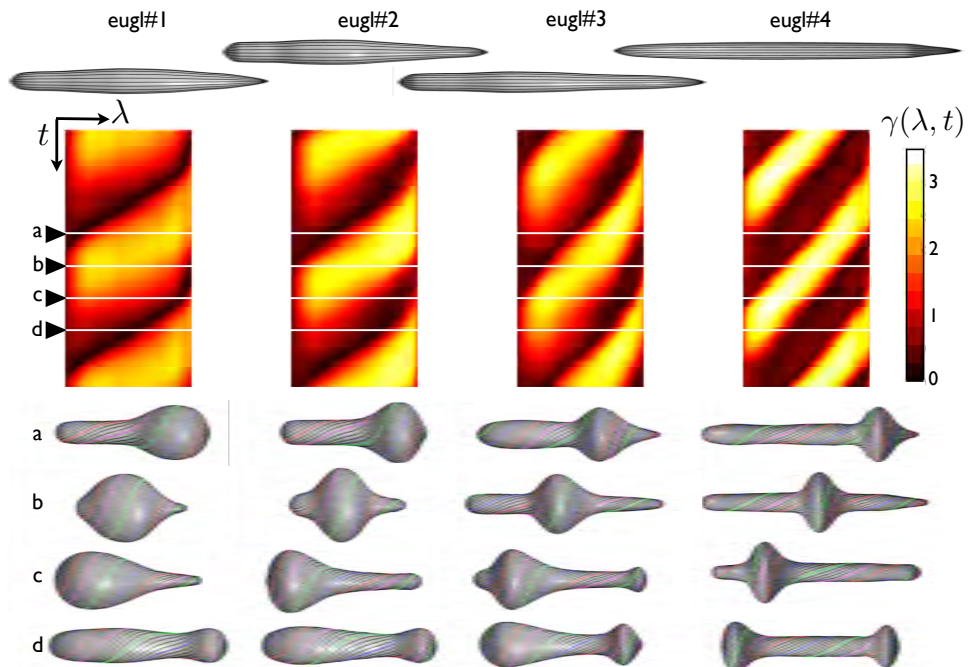 eugl#1 eugl#2 eugl#3 eugl#4
λ
t
γ(λ, t)
a
b
c
d
3
2
1
0
a
b
c
d